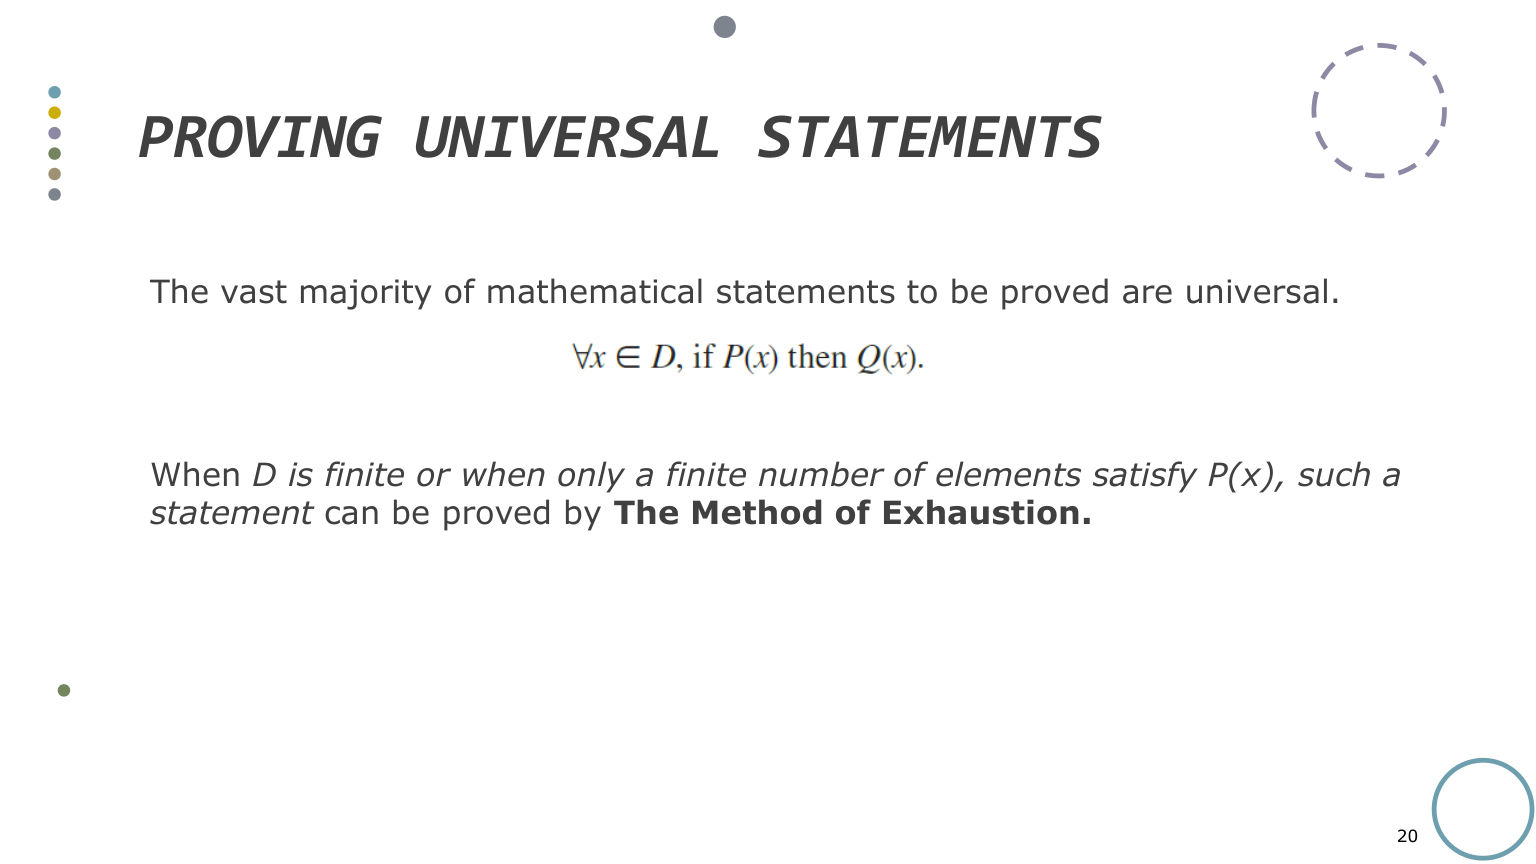 PROVING UNIVERSAL STATEMENTS
The vast majority of mathematical statements to be proved are universal.
∀x ∈ D, if P(x) then Q(x).
When D is finite or when only a finite number of elements satisfy P(x), such a
statement can be proved by The Method of Exhaustion.
20